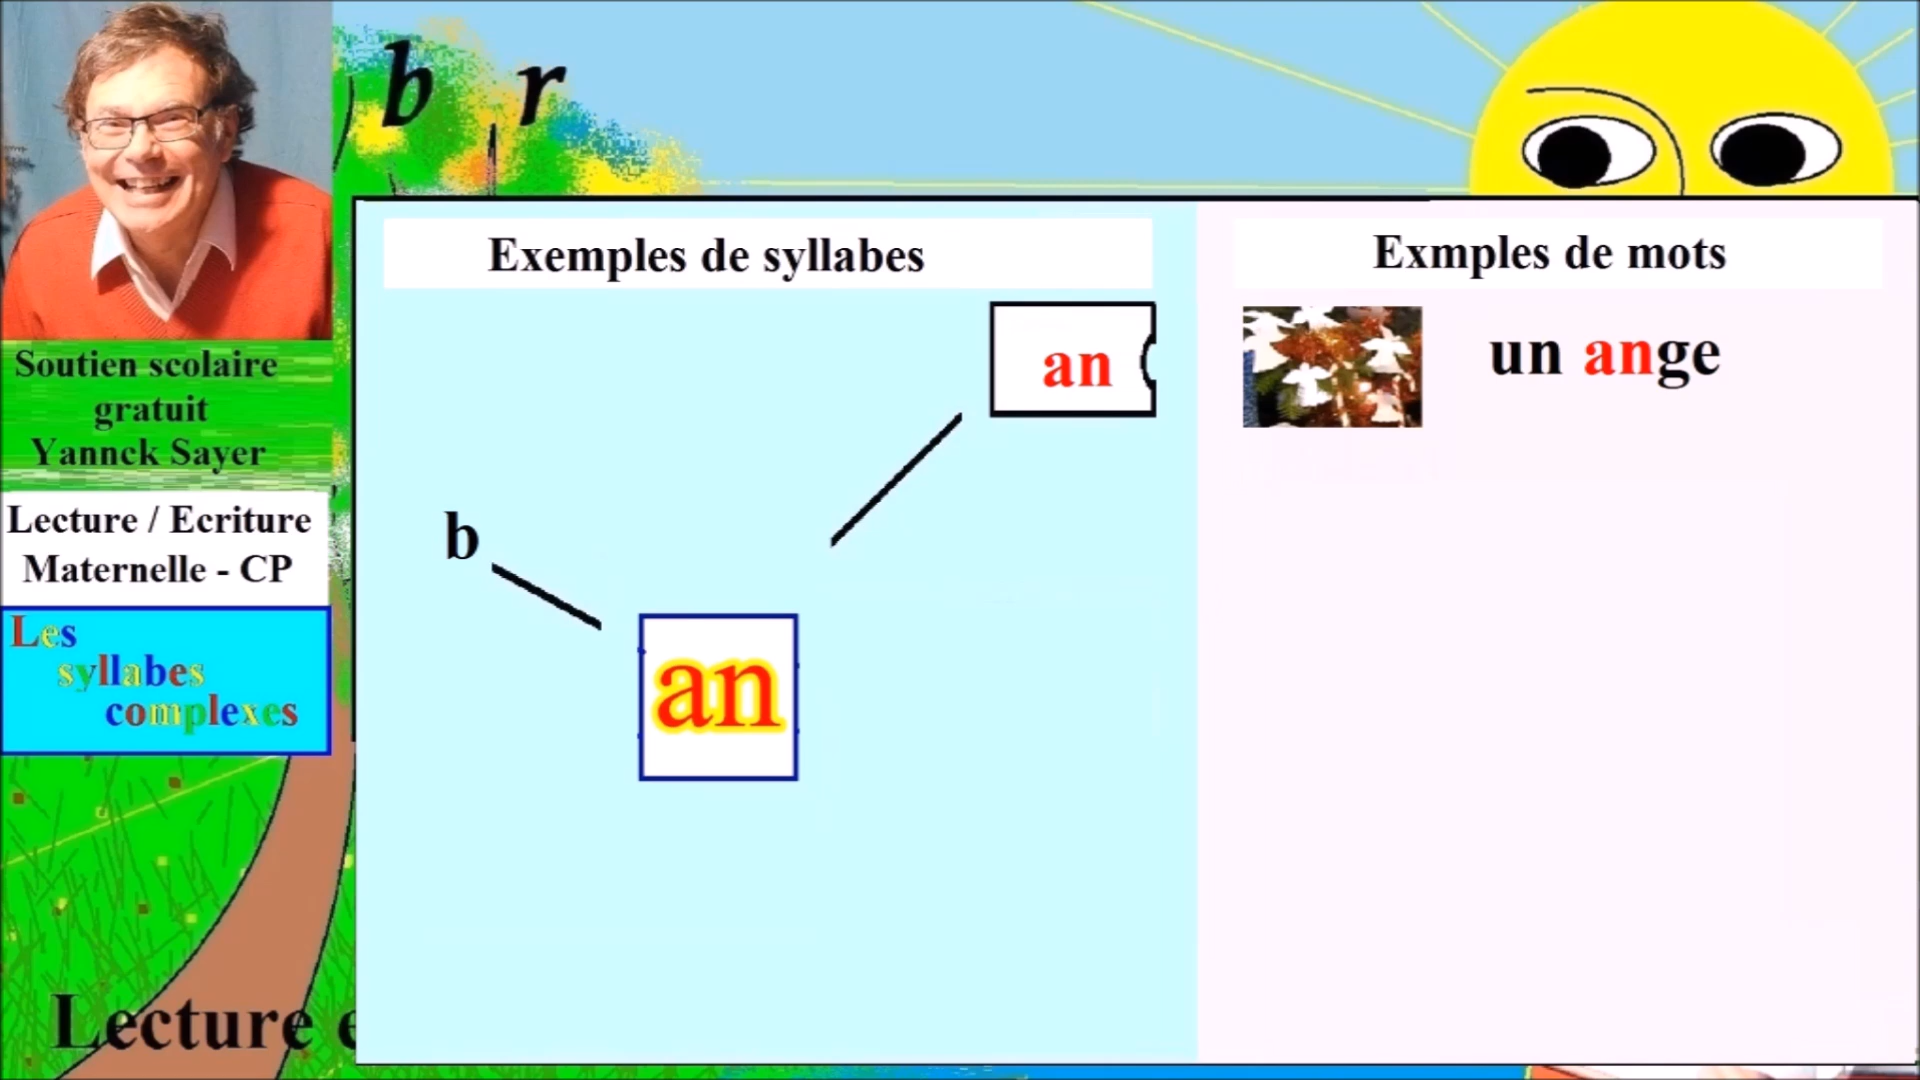 b r
Soutien scolaire
gratuit
Yannck Sayer
Lecture / Ecriture
Maternelle - CP
Les
syllabes
complexes
Lecture e
Exemples de syllabes
an
b
an
Exmples de mots
un ange